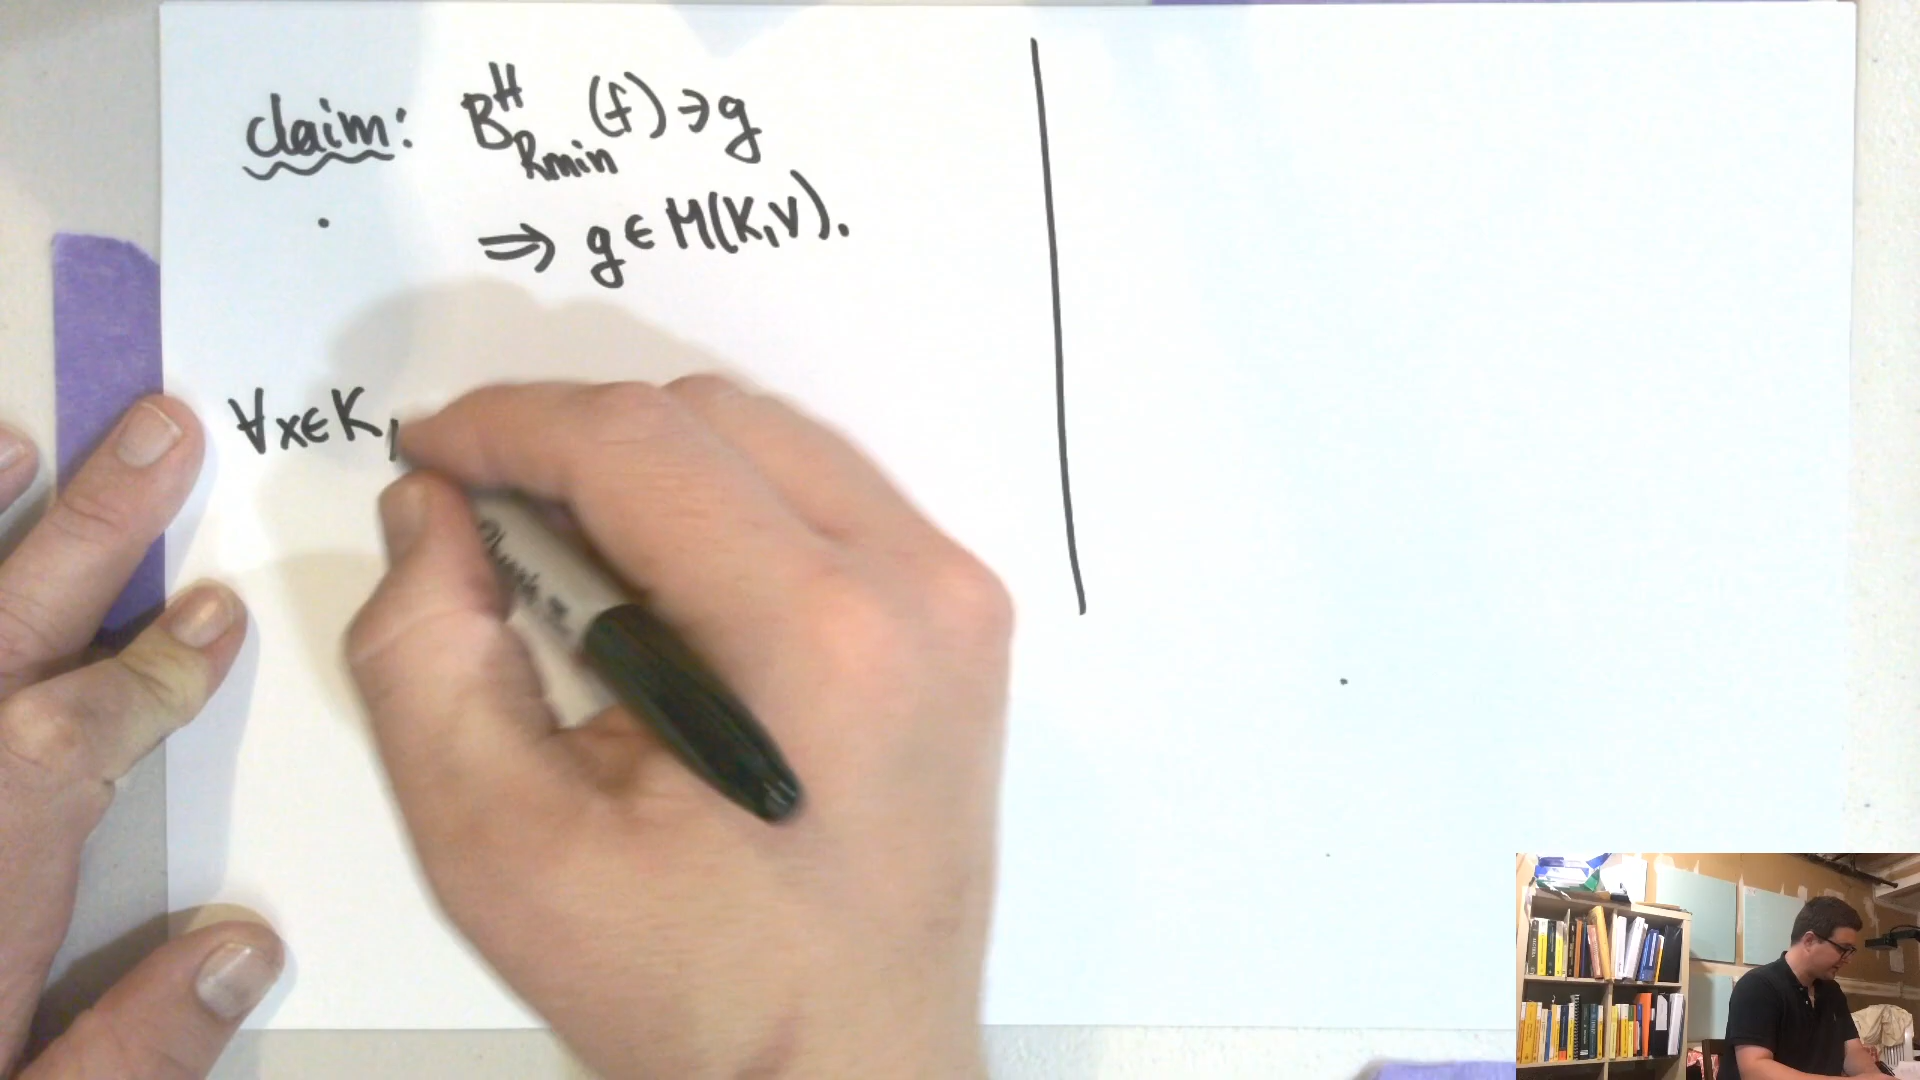 claim: B^H_{Rmin}(f) ∋ g
⇒ g ∈ M(K,V).
∀x∈K,